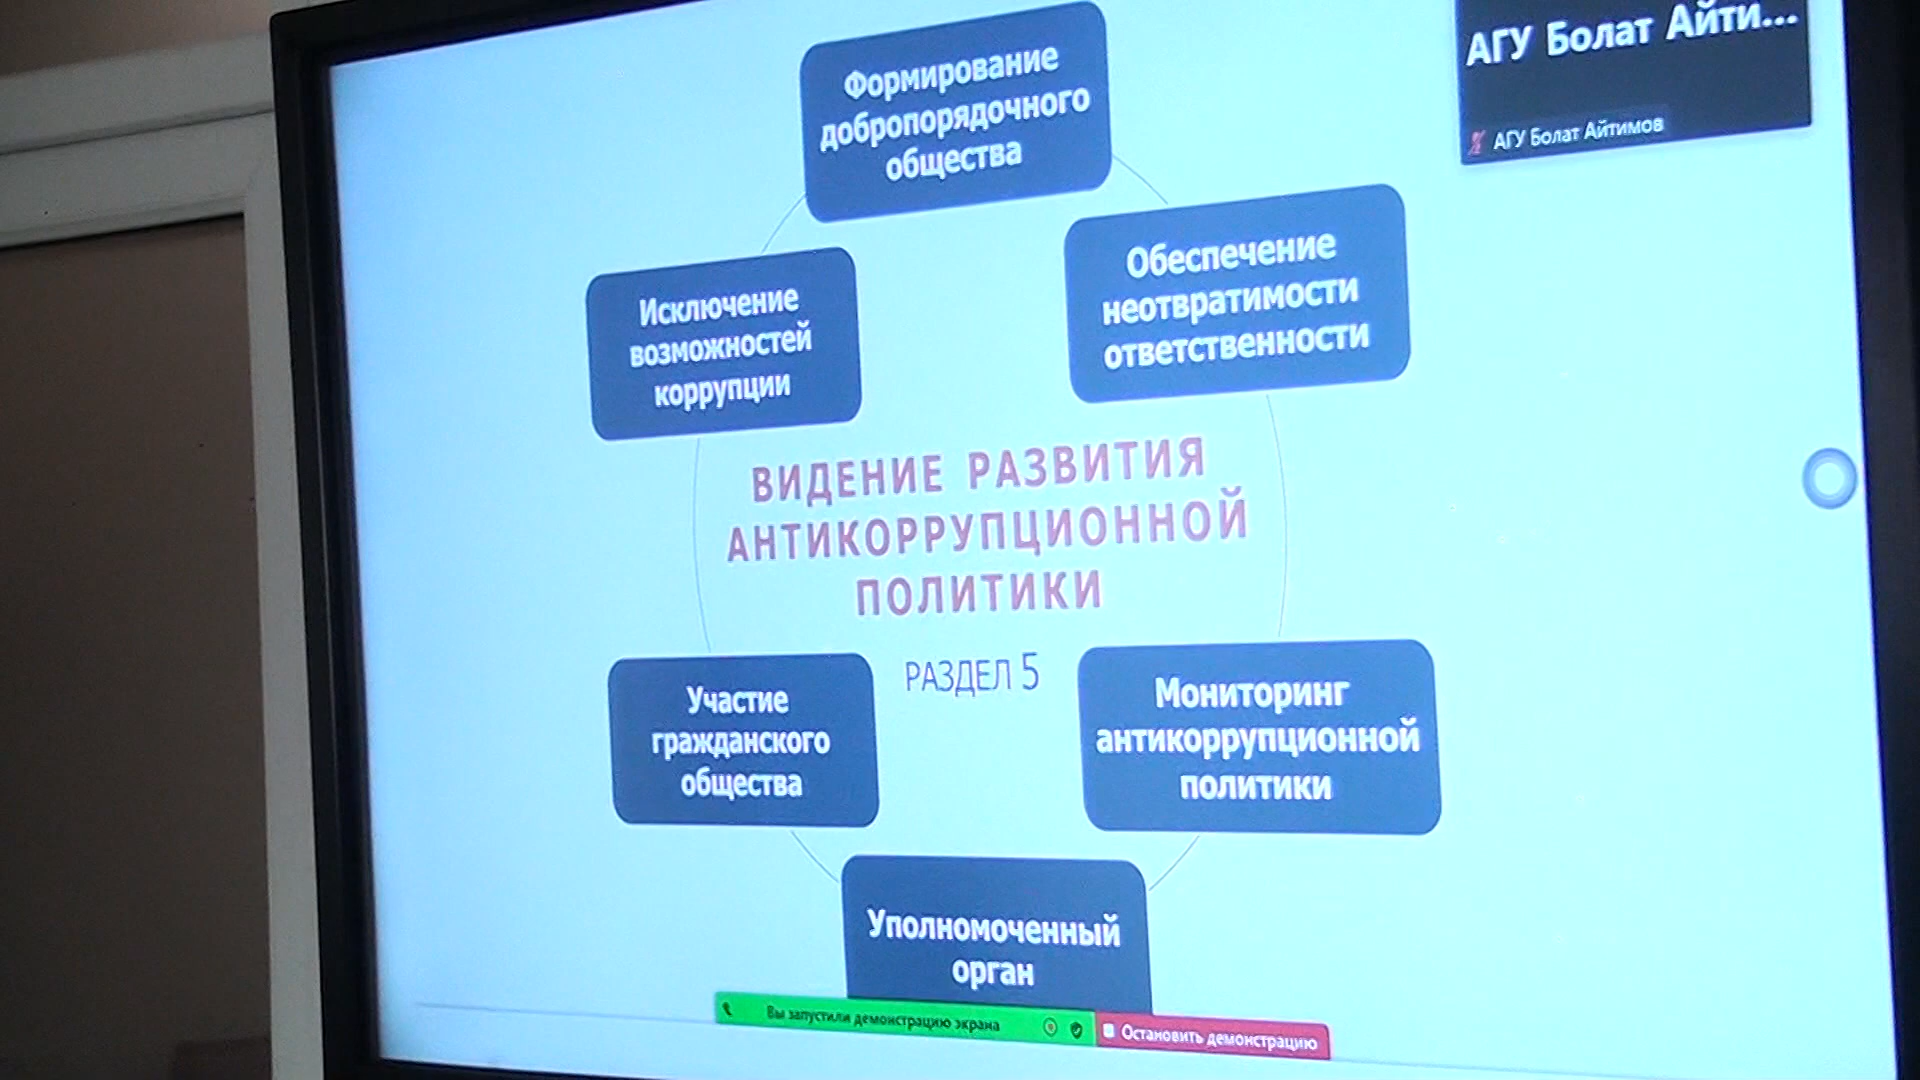 АГУ Болат Айти...
АГУ Болат Айтимов
Формирование
добропорядочного
общества
Обеспечение
неотвратимости
ответственности
Исключение
возможностей
коррупции
ВИДЕНИЕ РАЗВИТИЯ
АНТИКОРРУПЦИОННОЙ
ПОЛИТИКИ
РАЗДЕЛ 5
Участие
гражданского
общества
Мониторинг
антикоррупционной
политики
Уполномоченный
орган
Вы запустили демонстрацию экрана
Остановить демонстрацию